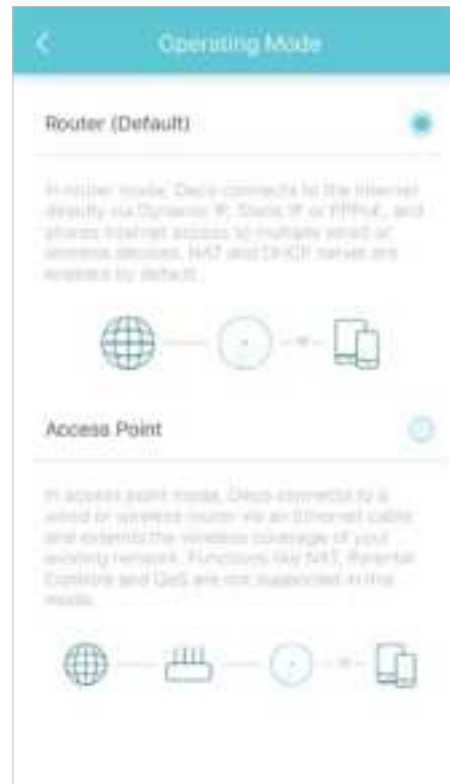 Operating Mode
Router (Default)
In router mode, Deco connects to the internet
directly via Dynamic IP, Static IP or PPPoE, and
shares internet access to multiple wired or
wireless devices. NAT and DHCP server are
enabled by default.
Access Point
In access point mode, Deco connects to a
wired or wireless router via an Ethernet cable
and extends the wireless coverage of your
existing network. Functions like NAT, Parental
Controls and QoS are not supported in this
mode.